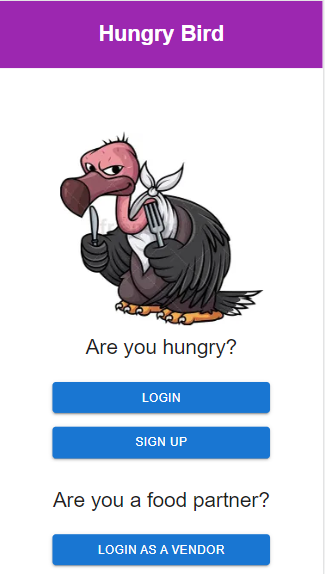 Hungry Bird
Are you hungry?
LOGIN
SIGN UP
Are you a food partner?
LOGIN AS A VENDOR